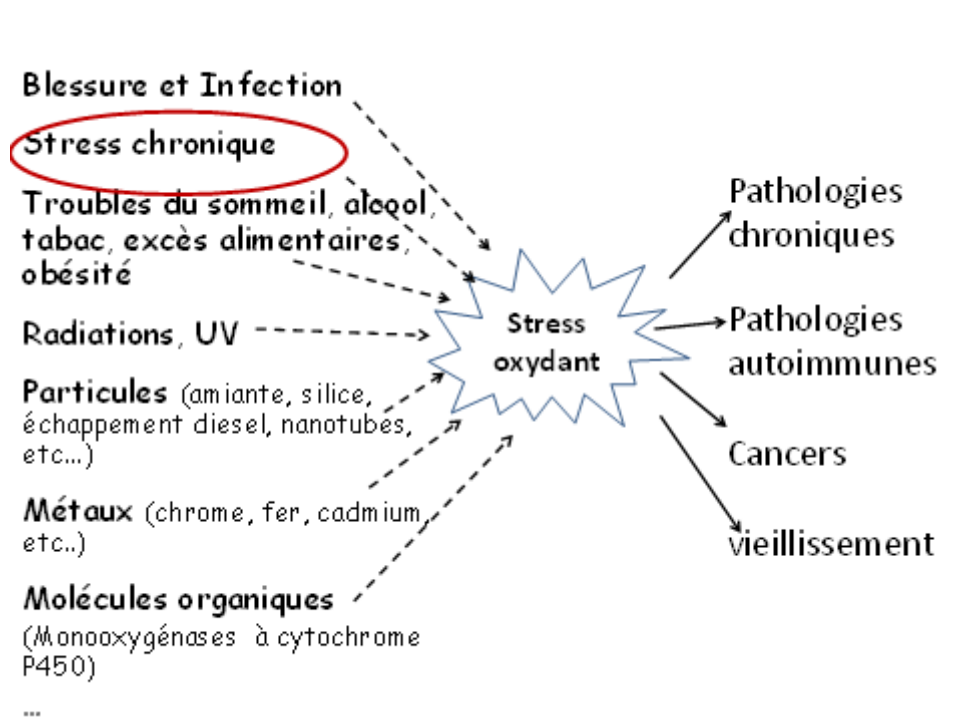 Blessure et Infection
Stress chronique
Troubles du sommeil, alcool,
tabac, excès alimentaires,
obésité
Radiations, UV
Particules (amiante, silice,
échappement diesel, nanotubes,
etc...)
Métaux (chrome, fer, cadmium,
etc..)
Molécules organiques
(Monooxygénases à cytochrome
P450)
...
Stress
oxydant
Pathologies
chroniques
Pathologies
autoimmunes
Cancers
vieillissement